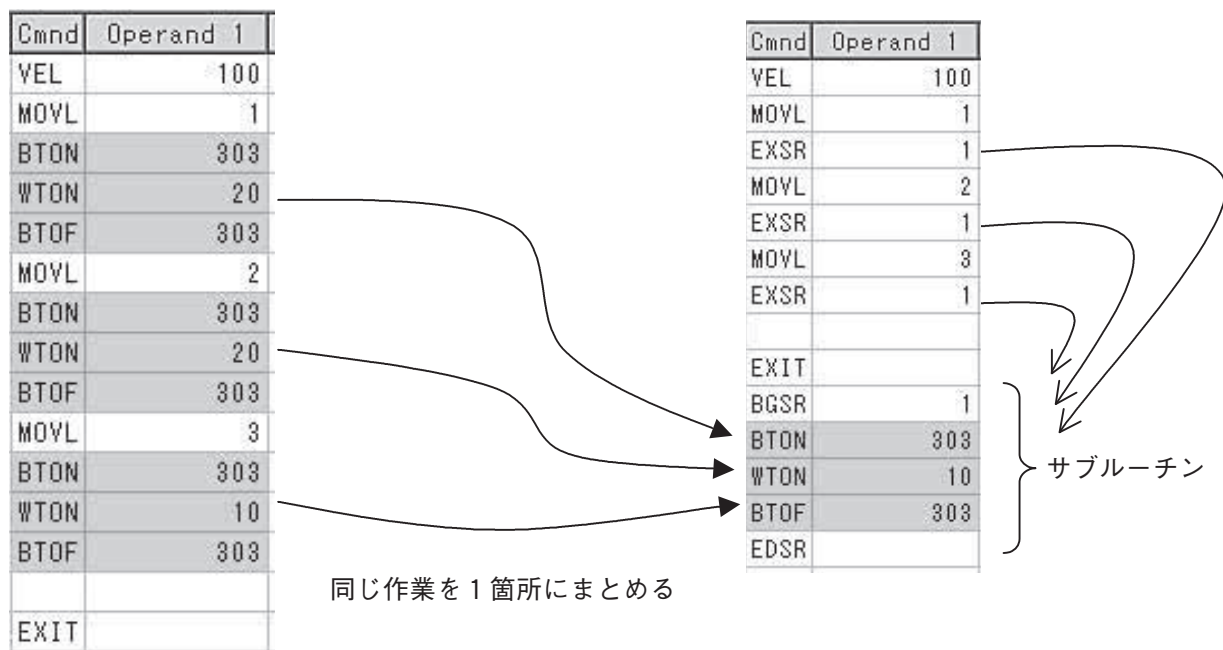 Cmnd Operand 1
VEL 100
MOVL 1
BTON 303
WTON 20
BTOF 303
MOVL 2
BTON 303
WTON 20
BTOF 303
MOVL 3
BTON 303
WTON 10
BTOF 303
EXIT
同じ作業を1箇所にまとめる
Cmnd Operand 1
VEL 100
MOVL 1
EXSR 1
MOVL 2
EXSR 1
MOVL 3
EXSR 1
EXIT
BGSR 1
BTON 303
WTON 10
BTOF 303
EDSR
サブルーチン